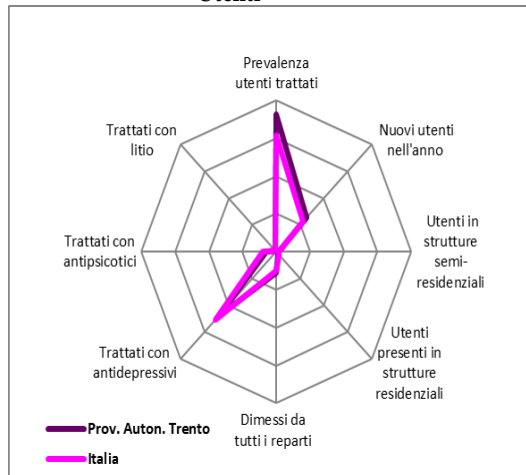 Utenti
Prevalenza
utenti trattati
Nuovi utenti
nell'anno
Utenti in
strutture
semi-
residenziali
Utenti
presenti in
strutture
residenziali
Dimessi da
tutti i reparti
Trattati con
antidepressivi
Trattati con
antipsicotici
Trattati con
litio
Prov. Auton. Trento
Italia